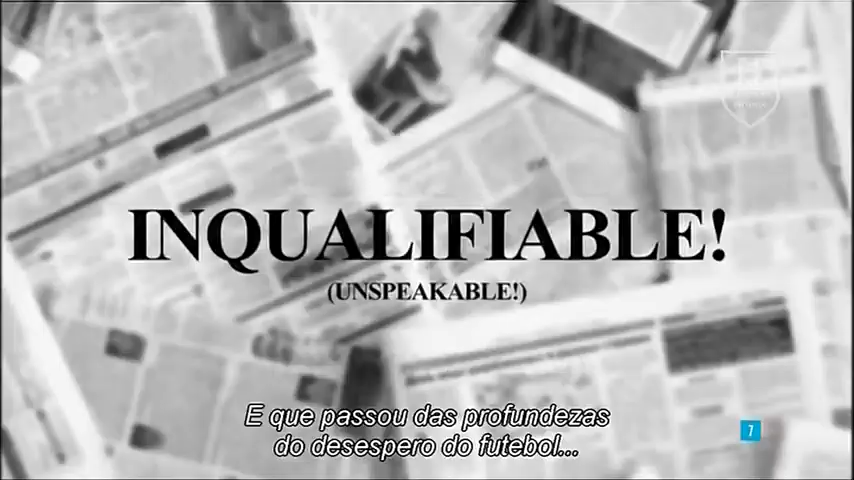 INQUALIFIABLE!
(UNSPEAKABLE!)
E que passou das profundezas
do desespero do futebol...
7